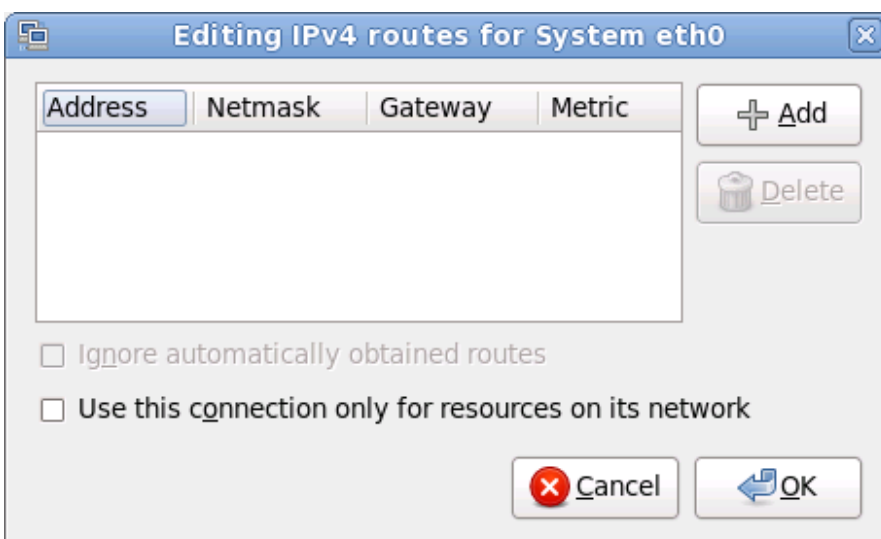 Editing IPv4 routes for System eth0
Address Netmask Gateway Metric
Add
Delete
Ignore automatically obtained routes
Use this connection only for resources on its network
Cancel OK